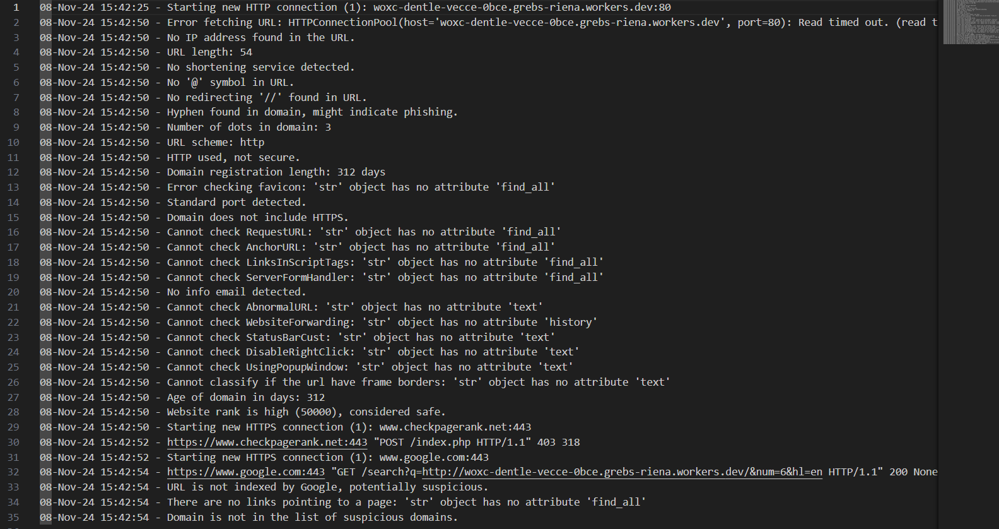 1 08-Nov-24 15:42:25 - Starting new HTTP connection (1): woxc-dentle-vecce-0bce.grebs-riena.workers.dev:80
2 08-Nov-24 15:42:50 - Error fetching URL: HTTPConnectionPool(host='woxc-dentle-vecce-0bce.grebs-riena.workers.dev', port=80): Read timed out. (read t
3 08-Nov-24 15:42:50 - No IP address found in the URL.
4 08-Nov-24 15:42:50 - URL length: 54
5 08-Nov-24 15:42:50 - No shortening service detected.
6 08-Nov-24 15:42:50 - No '@' symbol in URL.
7 08-Nov-24 15:42:50 - No redirecting '//' found in URL.
8 08-Nov-24 15:42:50 - Hyphen found in domain, might indicate phishing.
9 08-Nov-24 15:42:50 - Number of dots in domain: 3
10 08-Nov-24 15:42:50 - URL scheme: http
11 08-Nov-24 15:42:50 - HTTP used, not secure.
12 08-Nov-24 15:42:50 - Domain registration length: 312 days
13 08-Nov-24 15:42:50 - Error checking favicon: 'str' object has no attribute 'find_all'
14 08-Nov-24 15:42:50 - Standard port detected.
15 08-Nov-24 15:42:50 - Domain does not include HTTPS.
16 08-Nov-24 15:42:50 - Cannot check RequestURL: 'str' object has no attribute 'find_all'
17 08-Nov-24 15:42:50 - Cannot check AnchorURL: 'str' object has no attribute 'find_all'
18 08-Nov-24 15:42:50 - Cannot check LinksInScriptTags: 'str' object has no attribute 'find_all'
19 08-Nov-24 15:42:50 - Cannot check ServerFormHandler: 'str' object has no attribute 'find_all'
20 08-Nov-24 15:42:50 - No info email detected.
21 08-Nov-24 15:42:50 - Cannot check AbnormalURL: 'str' object has no attribute 'text'
22 08-Nov-24 15:42:50 - Cannot check WebsiteForwarding: 'str' object has no attribute 'history'
23 08-Nov-24 15:42:50 - Cannot check StatusBarCust: 'str' object has no attribute 'text'
24 08-Nov-24 15:42:50 - Cannot check DisableRightClick: 'str' object has no attribute 'text'
25 08-Nov-24 15:42:50 - Cannot check UsingPopupWindow: 'str' object has no attribute 'text'
26 08-Nov-24 15:42:50 - Cannot classify if the url have frame borders: 'str' object has no attribute 'text'
27 08-Nov-24 15:42:50 - Age of domain in days: 312
28 08-Nov-24 15:42:50 - Website rank is high (50000), considered safe.
29 08-Nov-24 15:42:50 - Starting new HTTPS connection (1): www.checkpagerank.net:443
30 08-Nov-24 15:42:52 - https://www.checkpagerank.net:443 "POST /index.php HTTP/1.1" 403 318
31 08-Nov-24 15:42:52 - Starting new HTTPS connection (1): www.google.com:443
32 08-Nov-24 15:42:54 - https://www.google.com:443 "GET /search?q=http://woxc-dentle-vecce-0bce.grebs-riena.workers.dev/&num=6&hl=en HTTP/1.1" 200 None
33 08-Nov-24 15:42:54 - URL is not indexed by Google, potentially suspicious.
34 08-Nov-24 15:42:54 - There are no links pointing to a page: 'str' object has no attribute 'find_all'
35 08-Nov-24 15:42:54 - Domain is not in the list of suspicious domains.